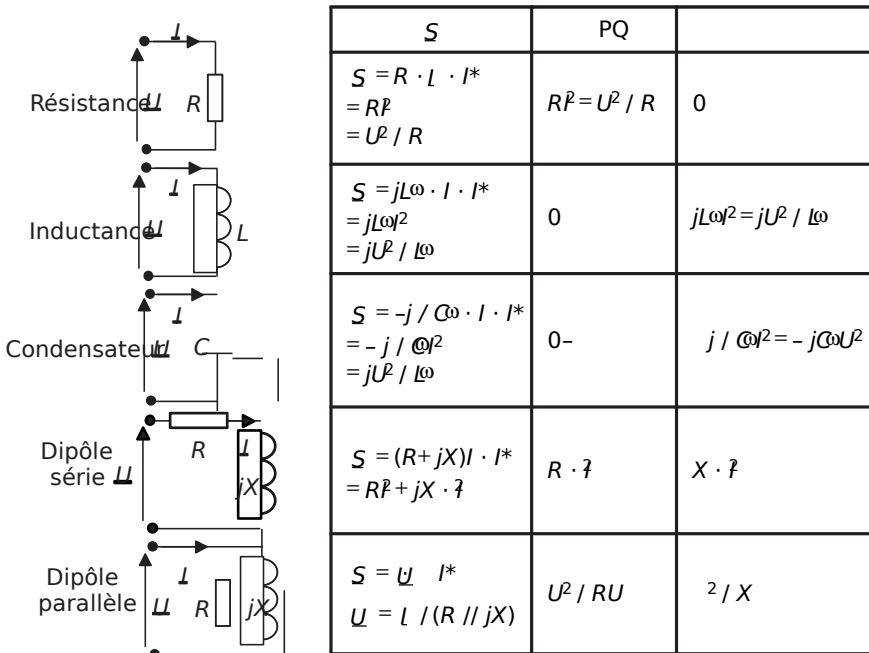 S PQ
I
Résistance U R
S = R · I · I*
= RI²
= U² / R
RI² = U² / R
0
I
Inductance U L
S = jLω · I · I*
= jLωI²
= jU² / Lω
0
jLωI² = jU² / Lω
I
Condensateur U C
S = –j / Cω · I · I*
= – j / CωI²
= jU² / Lω
0–
j / CωI² = – jCωU²
Dipôle
série U
R I
jX
S = (R+ jX)I · I*
= RI² + jX · I²
R · I²
X · I²
I
Dipôle
parallèle U R jX
S = U · I*
U = I / (R // jX)
U² / RU
² / X